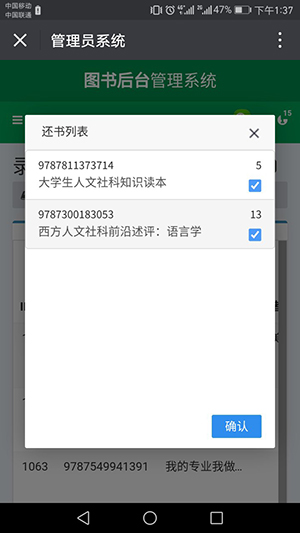 中国移动
中国联通
47%
下午1:37
管理员系统
图书后台管理系统
15
还书列表
9787811373714 5
大学生人文社科知识读本
9787300183053 13
西方人文社科前沿述评：语言学
确认
1063 9787549941391 我的专业我做...